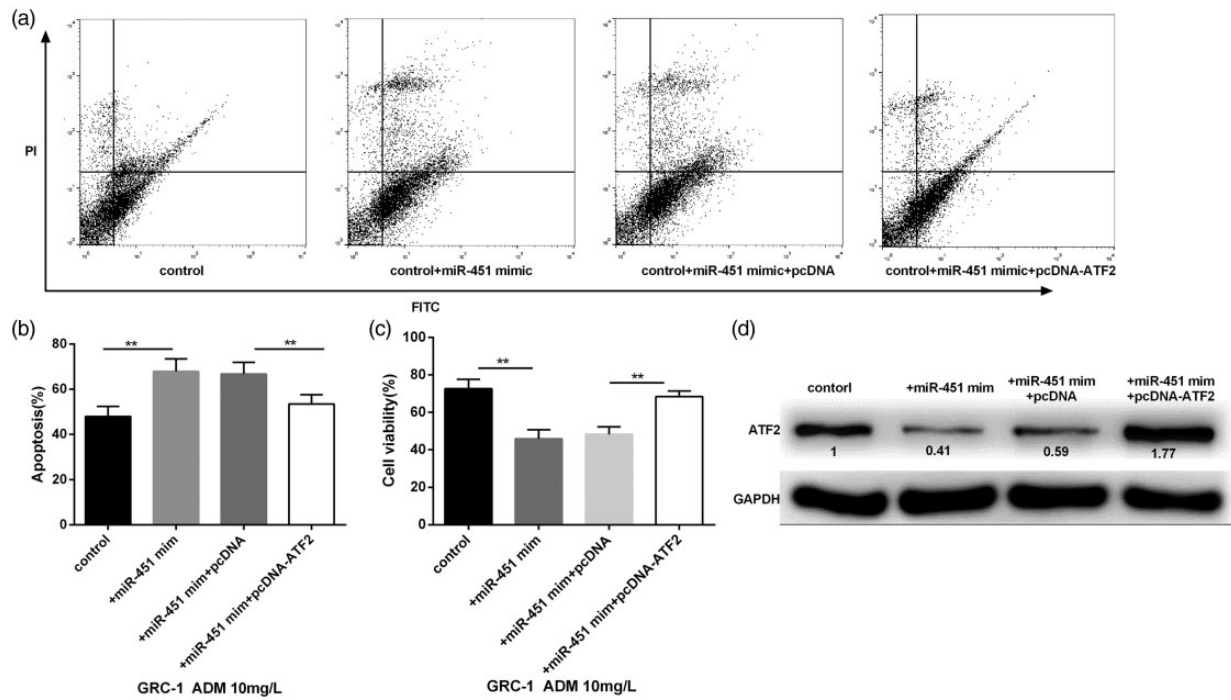 (a)
PI
control
control+miR-451 mimic
control+miR-451 mimic+pcDNA
control+miR-451 mimic+pcDNA-ATF2
FITC
(b)
Apoptosis(%)
80
60
40
20
0
**
**
control
+miR-451 mim
+miR-451 mim+pcDNA
+miR-451 mim+pcDNA-ATF2
GRC-1 ADM 10mg/L
(c)
Cell viability(%)
100
80
60
40
20
0
**
**
control
+miR-451 mim
+miR-451 mim+pcDNA
+miR-451 mim+pcDNA-ATF2
GRC-1 ADM 10mg/L
(d)
contorl
+miR-451 mim
+miR-451 mim
+pcDNA
+miR-451 mim
+pcDNA-ATF2
ATF2
1
0.41
0.59
1.77
GAPDH